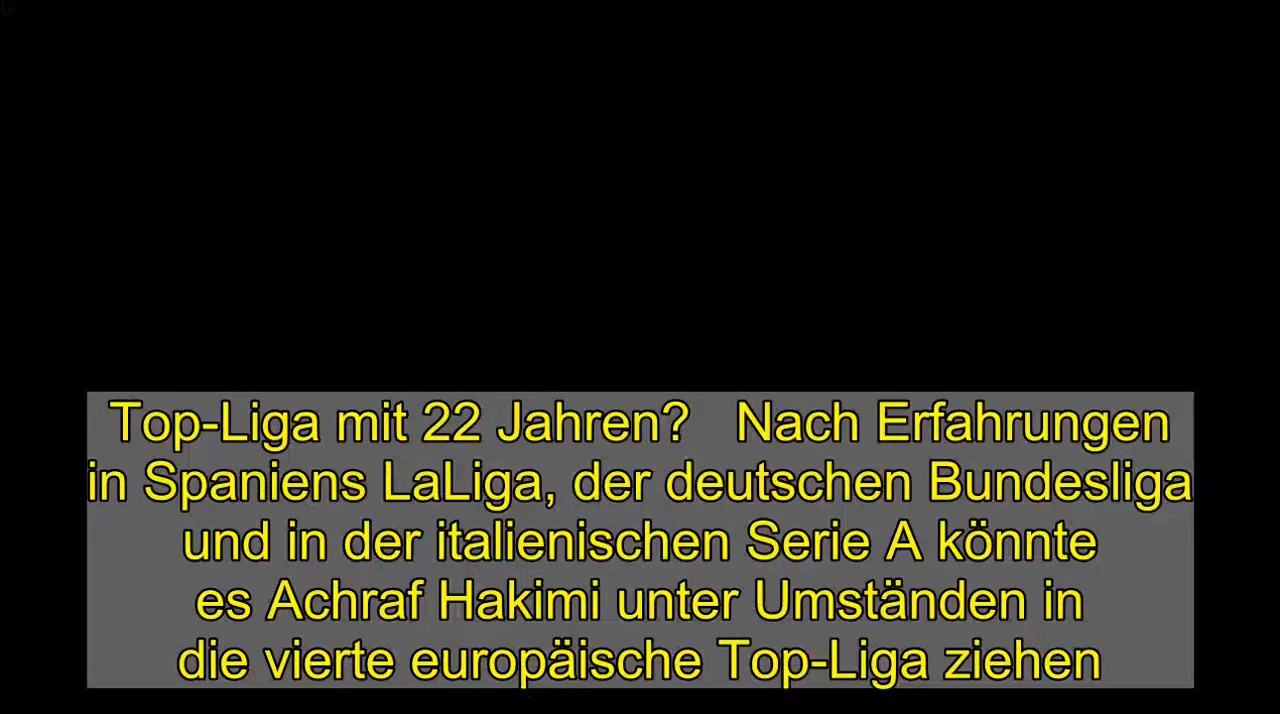 Top-Liga mit 22 Jahren?   Nach Erfahrungen
in Spaniens LaLiga, der deutschen Bundesliga
und in der italienischen Serie A könnte
es Achraf Hakimi unter Umständen in
die vierte europäische Top-Liga ziehen